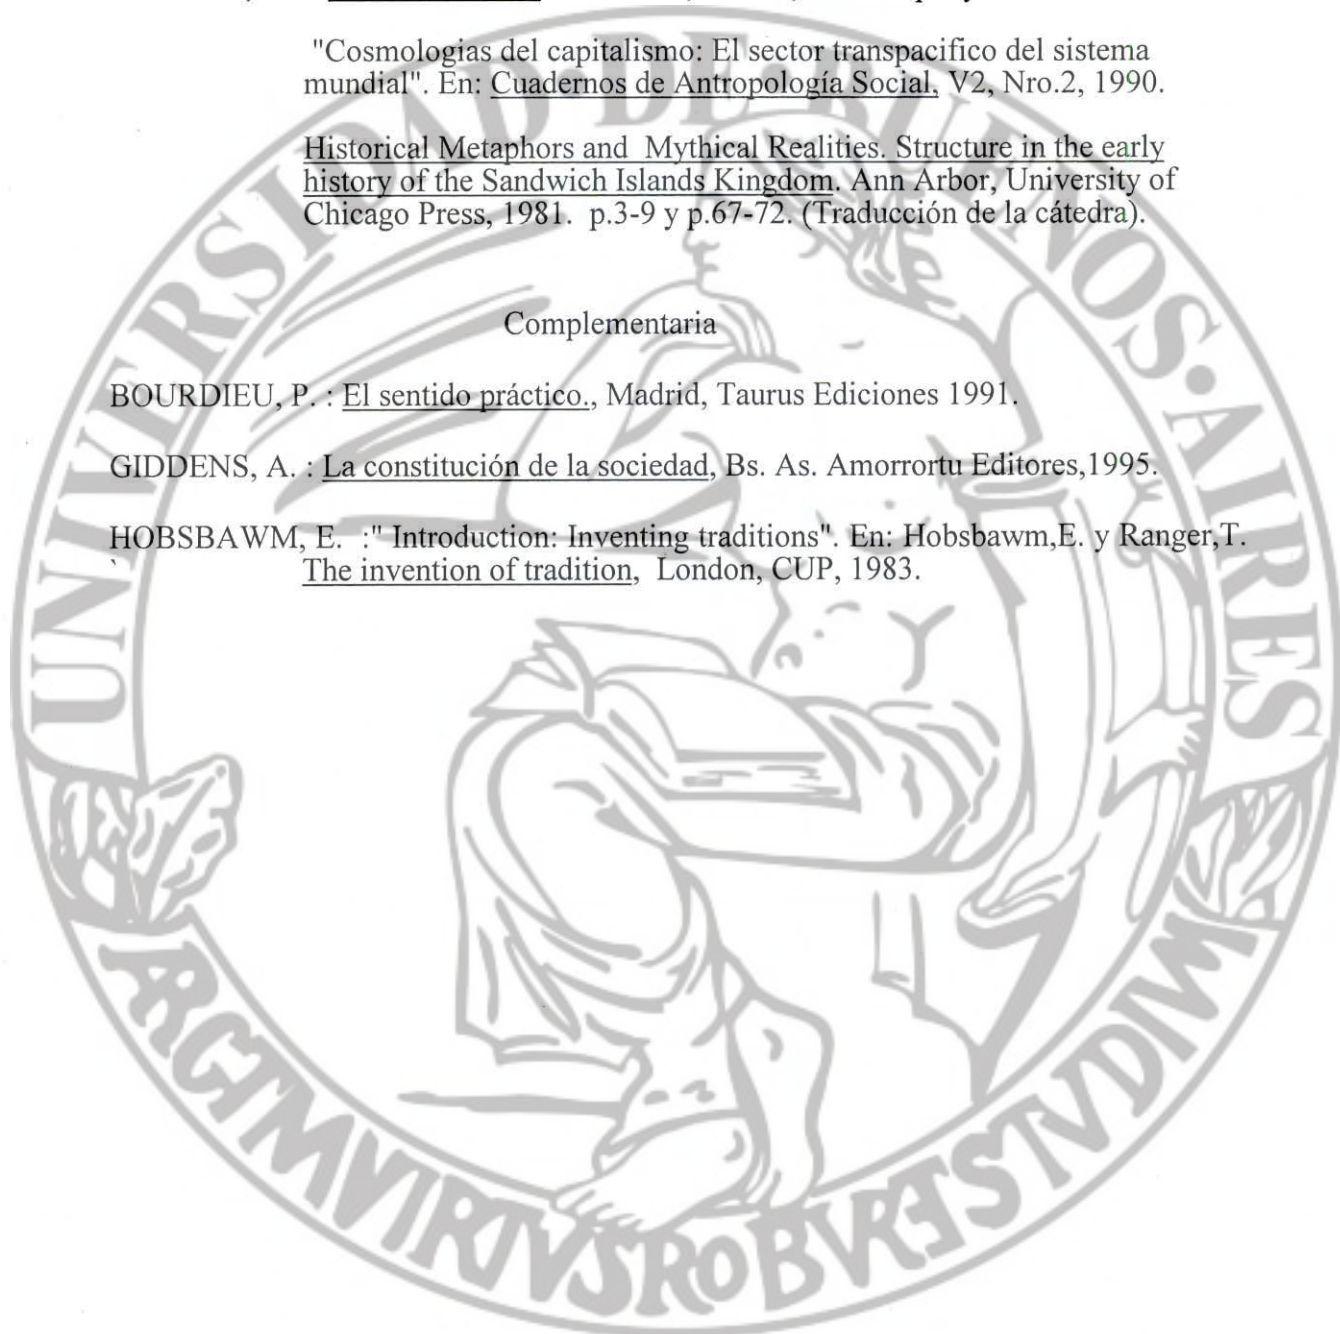 "Cosmologias del capitalismo: El sector transpacifico del sistema
mundial". En: Cuadernos de Antropología Social, V2, Nro.2, 1990.
Historical Metaphors and Mythical Realities. Structure in the early
history of the Sandwich Islands Kingdom. Ann Arbor, University of
Chicago Press, 1981. p.3-9 y p.67-72. (Traducción de la cátedra).
Complementaria
BOURDIEU, P. : El sentido práctico., Madrid, Taurus Ediciones 1991.
GIDDENS, A. : La constitución de la sociedad, Bs. As. Amorrortu Editores,1995.
HOBSBAWM, E. :" Introduction: Inventing traditions". En: Hobsbawm,E. y Ranger,T.
The invention of tradition, London, CUP, 1983.
UNIVERSIDAD·DE·BUENOS·AIRES
ARGTMVIRTVSROBVRETSTVDIVM